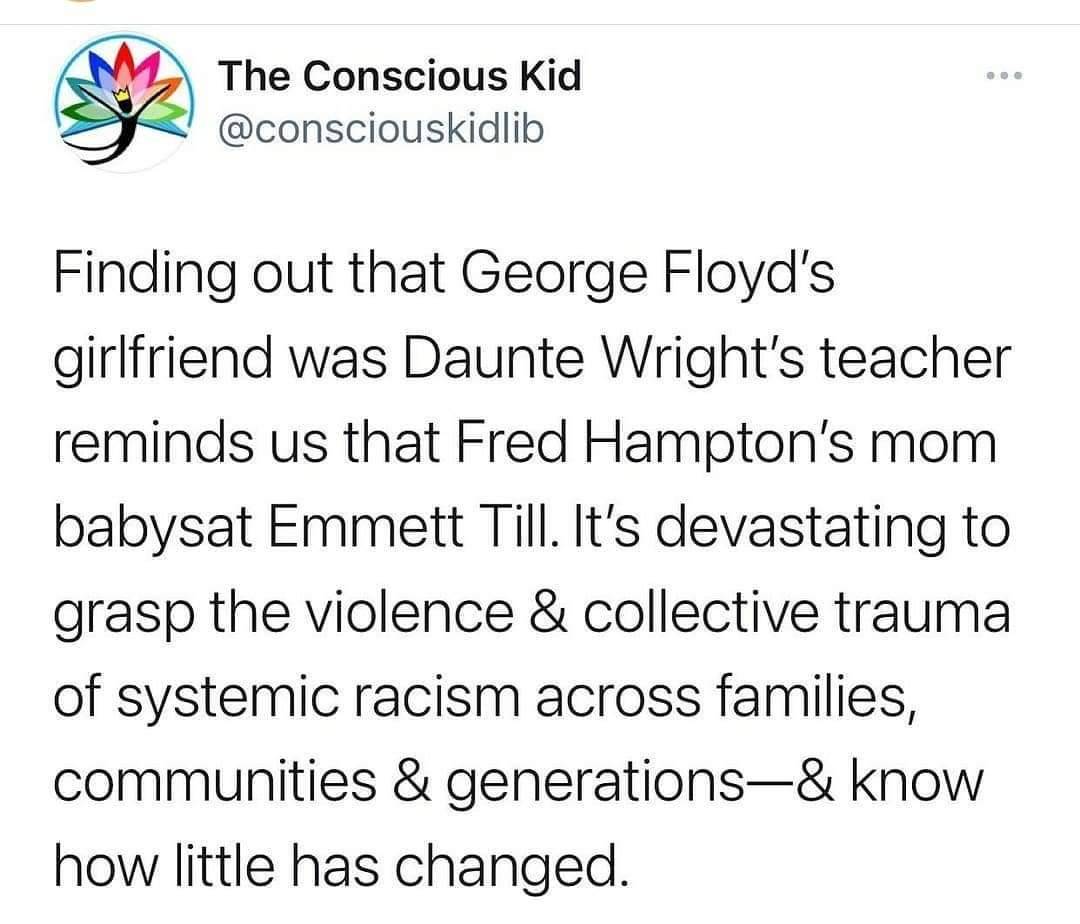 The Conscious Kid
@consciouskidlib
Finding out that George Floyd's
girlfriend was Daunte Wright's teacher
reminds us that Fred Hampton's mom
babysat Emmett Till. It's devastating to
grasp the violence & collective trauma
of systemic racism across families,
communities & generations—& know
how little has changed.